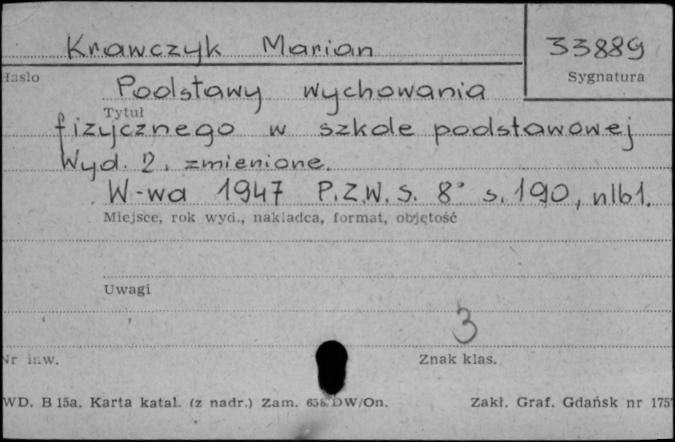 Krawczyk Marian 33889
Hasło Sygnatura
Podstawy wychowania
Tytuł
fizycznego w szkole podstawowej
Wyd. 2, zmienione.
W-wa 1947 P.Z.W.S. 8° s. 190, nlb1.
Miejsce, rok wyd., nakładca, format, objętość
Uwagi
3
Nr inw. Znak klas.
WD. B 15a. Karta katal. (z nadr.) Zam. DW/On. Zakł. Graf. Gdańsk nr 175